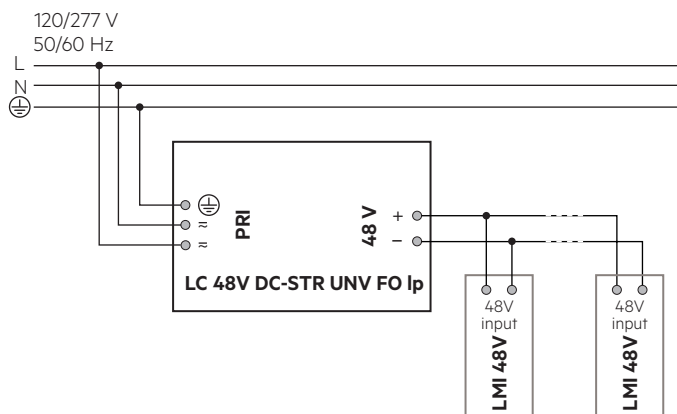 120/277 V
50/60 Hz
L
N
PRI
≈
≈
48 V
+
−
LC 48V DC-STR UNV FO lp
48V
input
LMI 48V
48V
input
LMI 48V